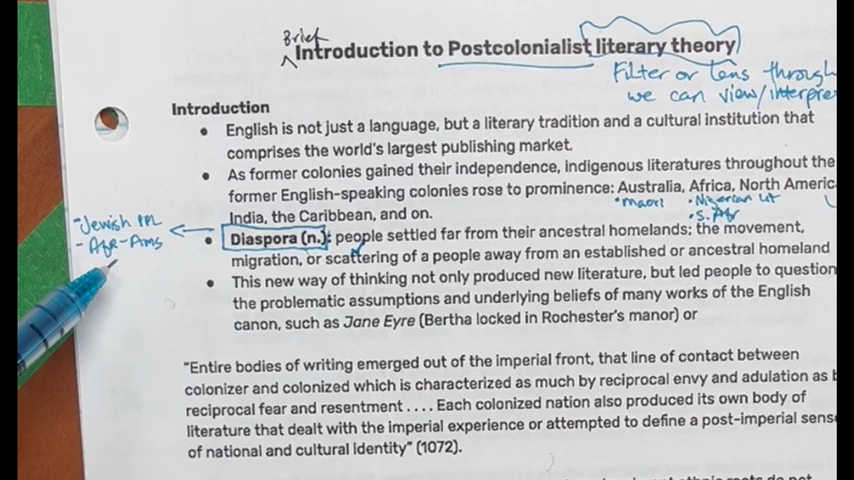 Brief
Introduction to Postcolonialist literary theory
Filter or lens through
we can view/interpre
Introduction
• English is not just a language, but a literary tradition and a cultural institution that
comprises the world's largest publishing market.
• As former colonies gained their independence, indigenous literatures throughout the
former English-speaking colonies rose to prominence: Australia, Africa, North Americ
•maori •Nigerian lit
India, the Caribbean, and on.
•S. Afr
-Jewish PPL
-Afr-Ams
• Diaspora (n.): people settled far from their ancestral homelands; the movement,
migration, or scattering of a people away from an established or ancestral homeland
• This new way of thinking not only produced new literature, but led people to question
the problematic assumptions and underlying beliefs of many works of the English
canon, such as Jane Eyre (Bertha locked in Rochester's manor) or
"Entire bodies of writing emerged out of the imperial front, that line of contact between
colonizer and colonized which is characterized as much by reciprocal envy and adulation as b
reciprocal fear and resentment . . . . Each colonized nation also produced its own body of
literature that dealt with the imperial experience or attempted to define a post-imperial sens
of national and cultural identity" (1072).